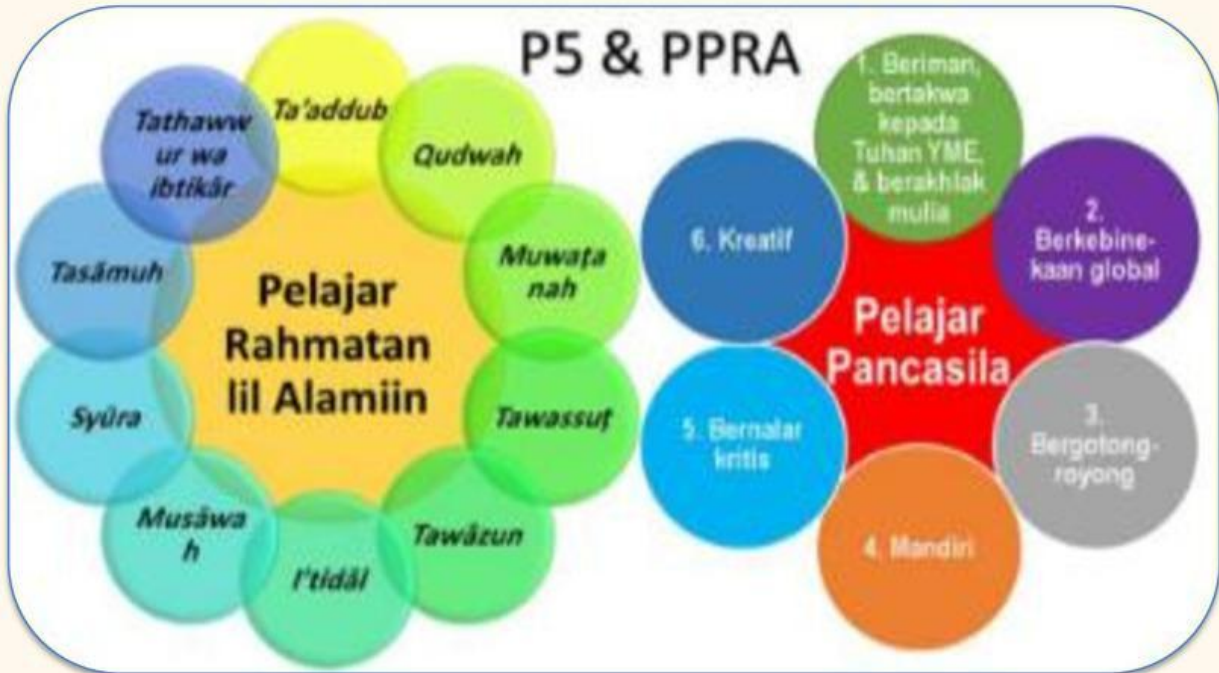 P5 & PPRA
Ta'addub
Qudwah
Muwaṭa
nah
Tawassuṭ
Tawāzun
I'tidāl
Musāwa
h
Syūra
Tasāmuh
Tathaww
ur wa
ibtikār
Pelajar
Rahmatan
lil Alamiin
1. Beriman,
bertakwa
kepada
Tuhan YME,
& berakhlak
mulia
2.
Berkebine-
kaan global
3.
Bergotong-
royong
4. Mandiri
5. Bernalar
kritis
6. Kreatif
Pelajar
Pancasila